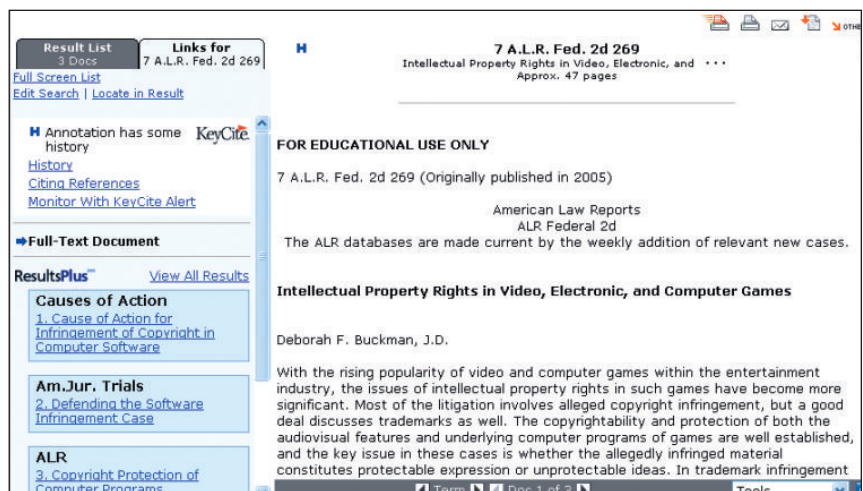 OTHE
Result List
3 Docs
Links for
7 A.L.R. Fed. 2d 269
Full Screen List
Edit Search | Locate in Result
H Annotation has some
history
KeyCite
History
Citing References
Monitor With KeyCite Alert
Full-Text Document
ResultsPlus™ View All Results
Causes of Action
1. Cause of Action for
Infringement of Copyright in
Computer Software
Am.Jur. Trials
2. Defending the Software
Infringement Case
ALR
3. Copyright Protection of
Computer Programs
H
7 A.L.R. Fed. 2d 269
Intellectual Property Rights in Video, Electronic, and ···
Approx. 47 pages
FOR EDUCATIONAL USE ONLY
7 A.L.R. Fed. 2d 269 (Originally published in 2005)
American Law Reports
ALR Federal 2d
The ALR databases are made current by the weekly addition of relevant new cases.
Intellectual Property Rights in Video, Electronic, and Computer Games
Deborah F. Buckman, J.D.
With the rising popularity of video and computer games within the entertainment
industry, the issues of intellectual property rights in such games have become more
significant. Most of the litigation involves alleged copyright infringement, but a good
deal discusses trademarks as well. The copyrightability and protection of both the
audiovisual features and underlying computer programs of games are well established,
and the key issue in these cases is whether the allegedly infringed material
constitutes protectable expression or unprotectable ideas. In trademark infringement
Term Doc 1 of 3 Tools